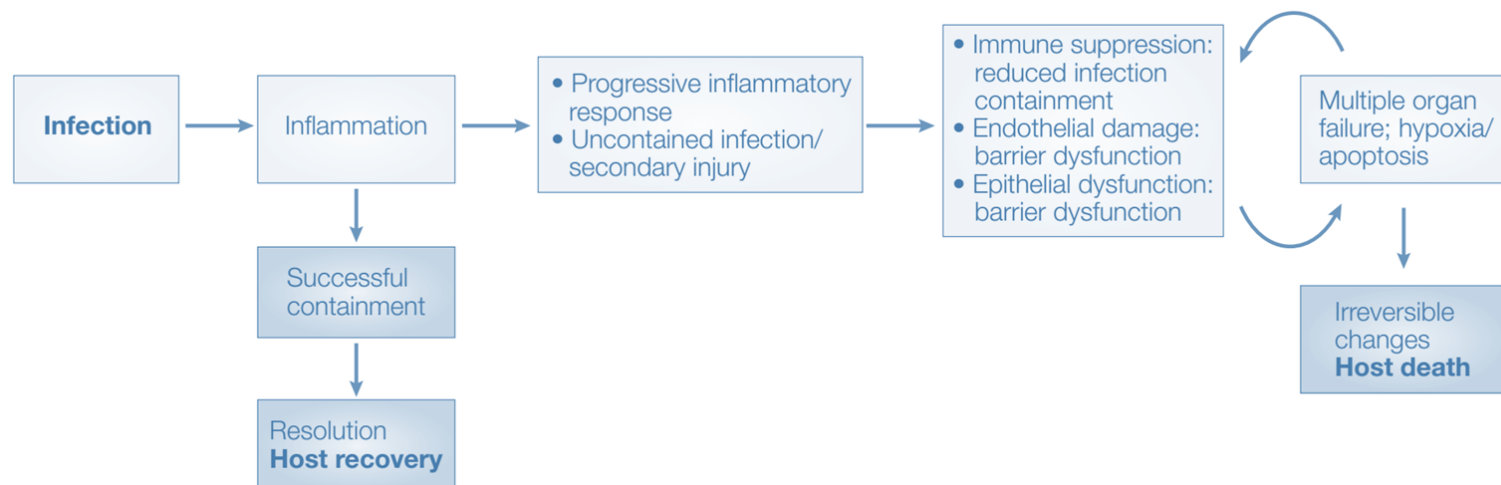 Infection
Inflammation
• Progressive inflammatory
response
• Uncontained infection/
secondary injury
• Immune suppression:
reduced infection
containment
• Endothelial damage:
barrier dysfunction
• Epithelial dysfunction:
barrier dysfunction
Multiple organ
failure; hypoxia/
apoptosis
Successful
containment
Resolution
Host recovery
Irreversible
changes
Host death